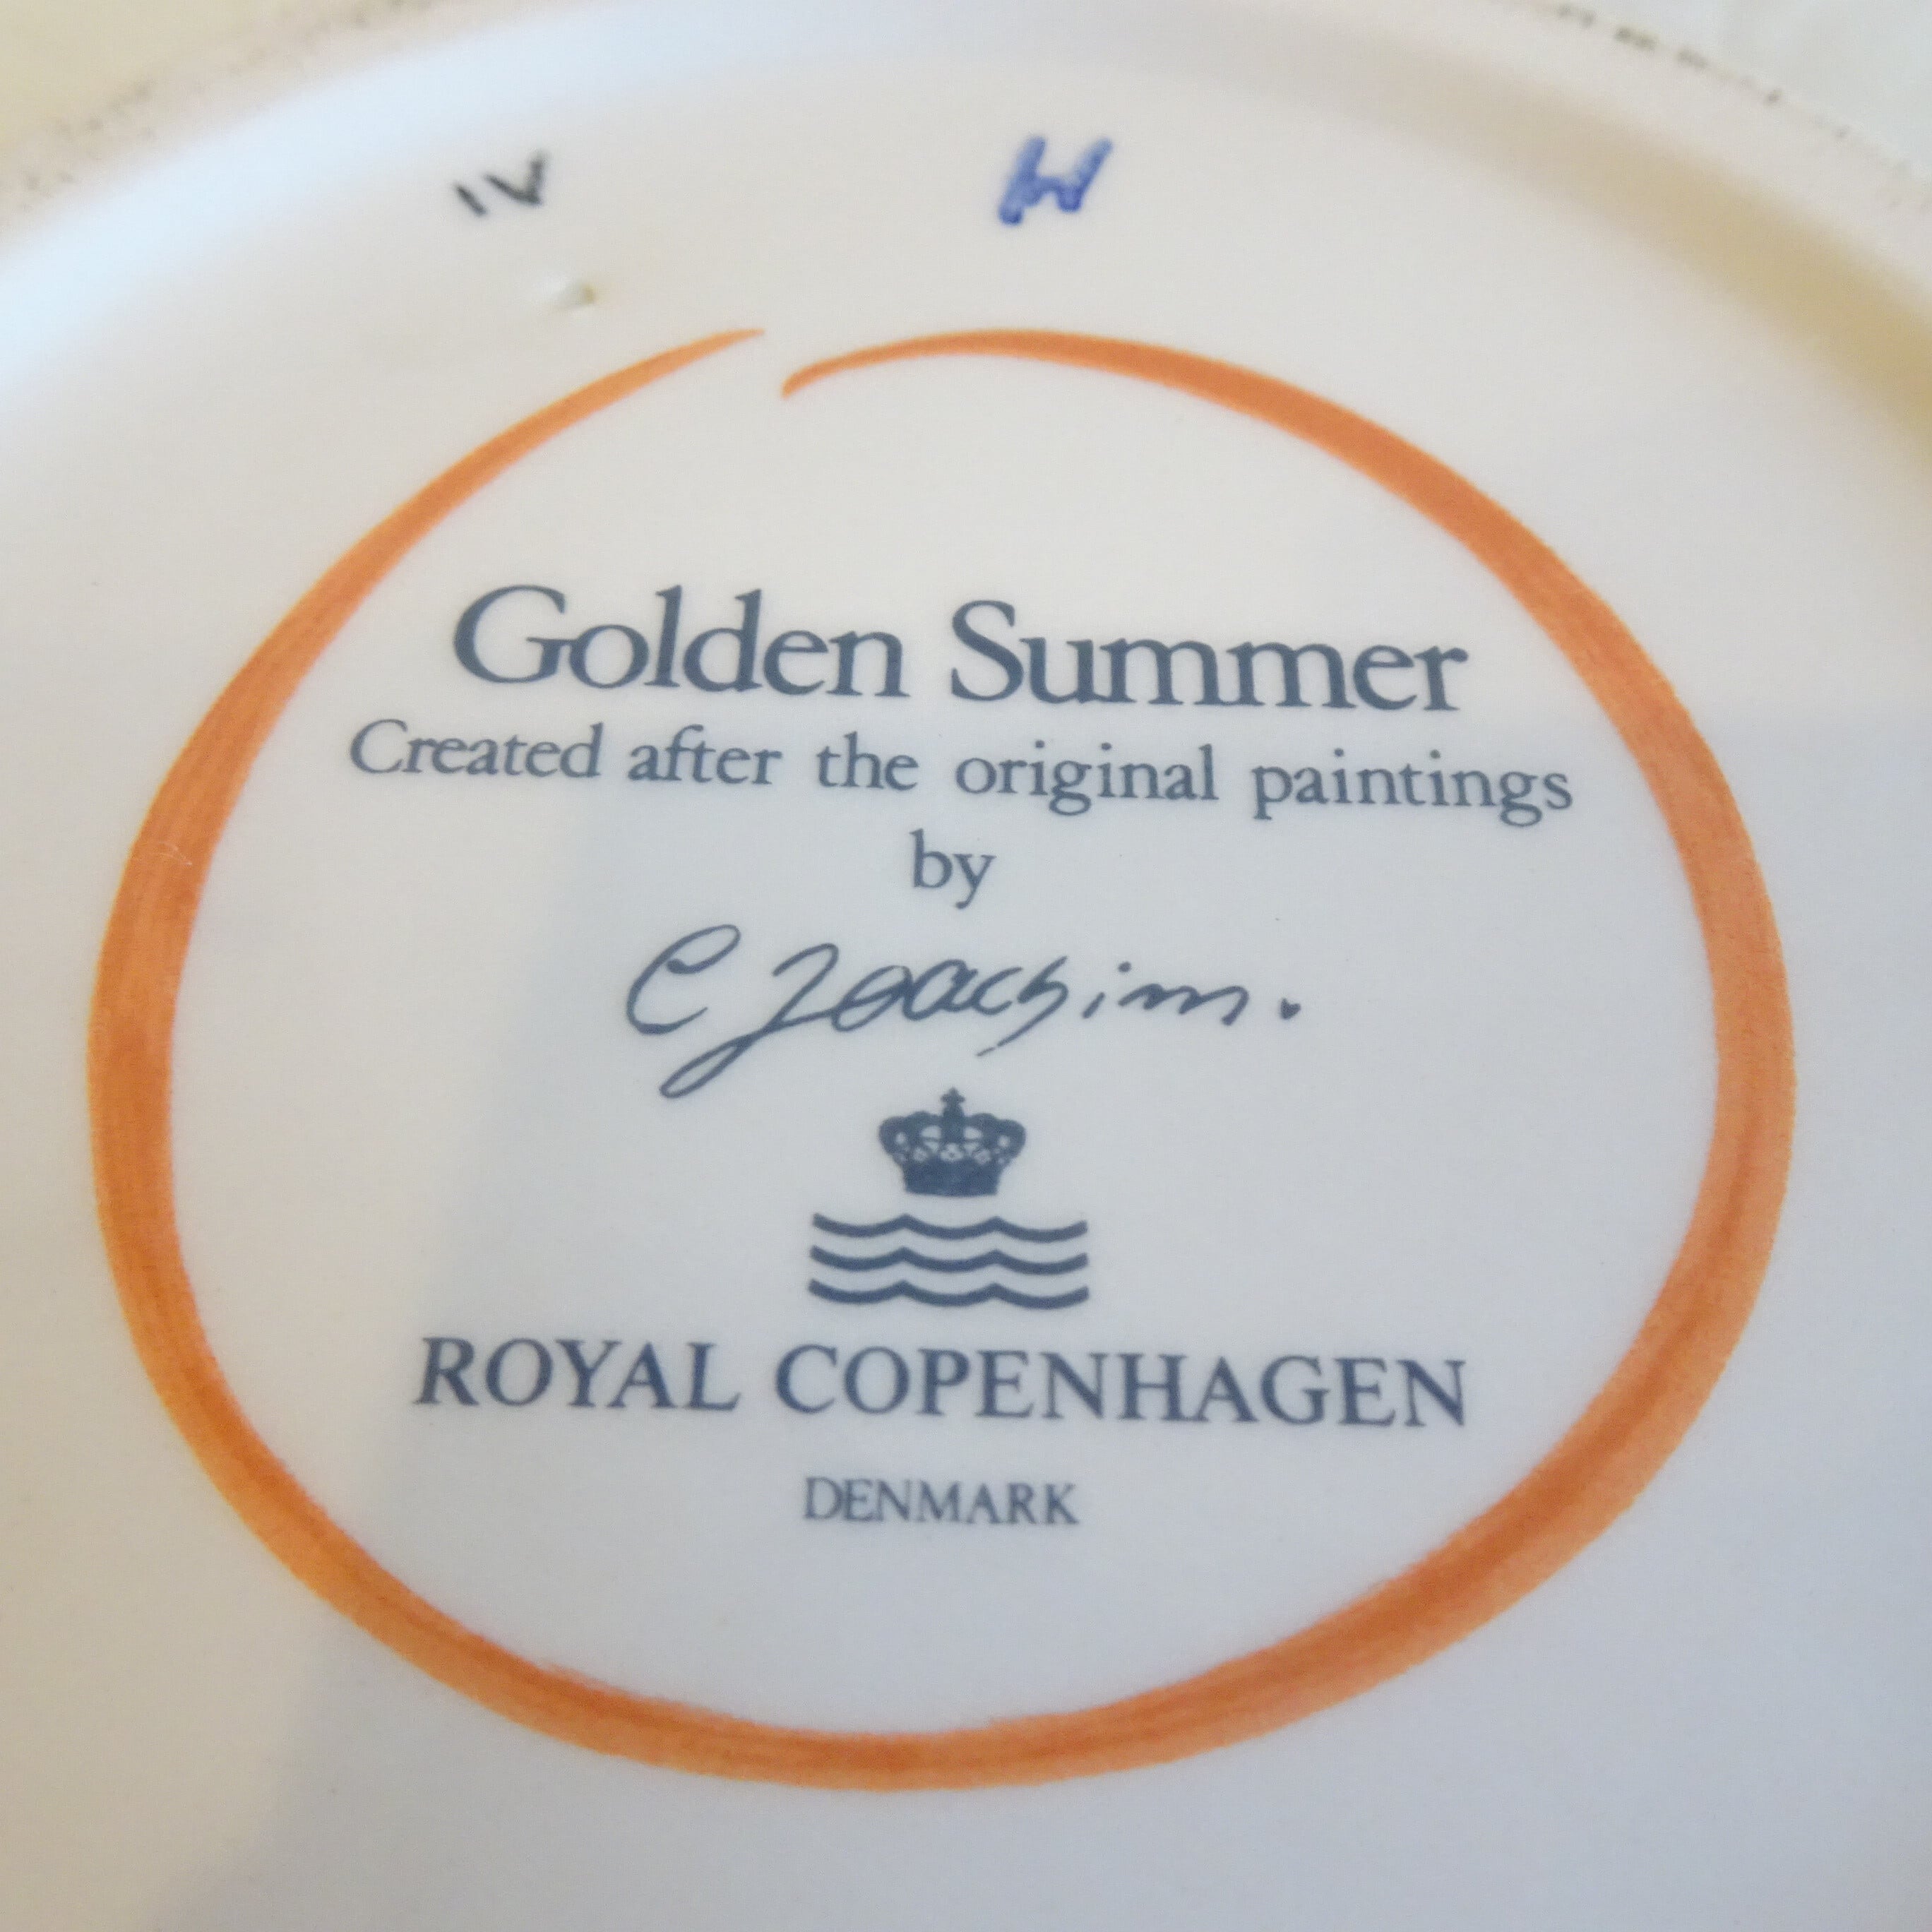 IV H
Golden Summer
Created after the original paintings
by
C Joachim.
ROYAL COPENHAGEN
DENMARK